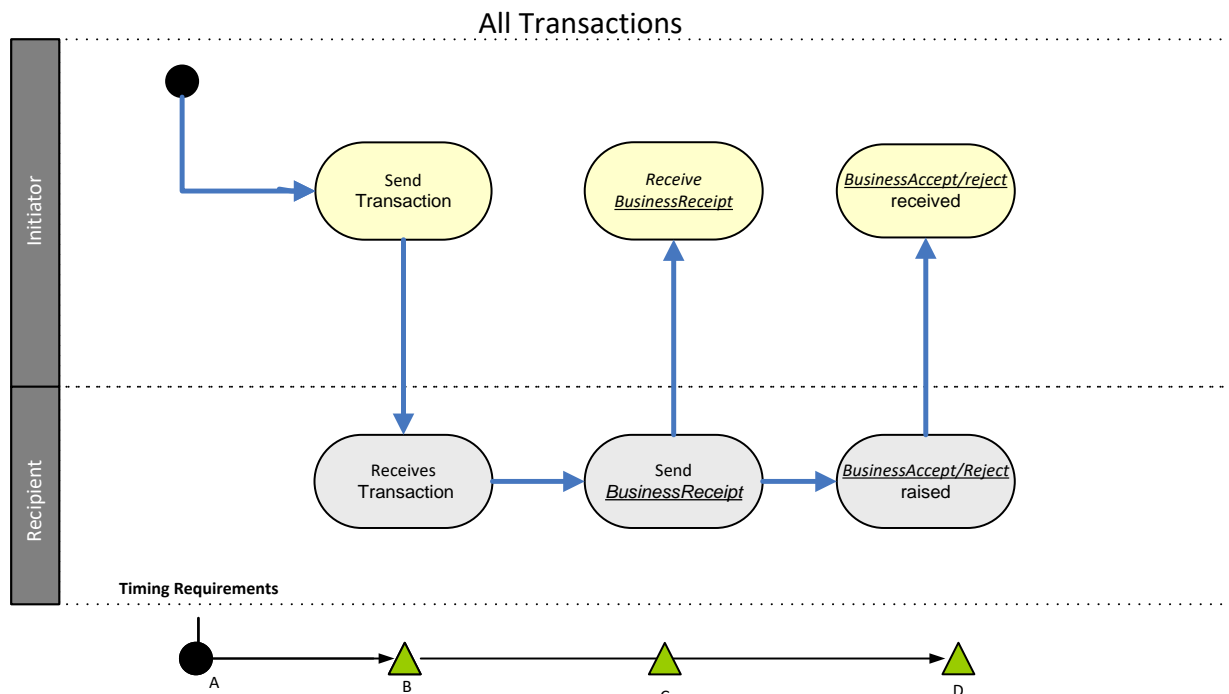 All Transactions
Initiator
Send
Transaction
Receive
BusinessReceipt
BusinessAccept/reject
received
Recipient
Receives
Transaction
Send
BusinessReceipt
BusinessAccept/Reject
raised
Timing Requirements
A
B
D